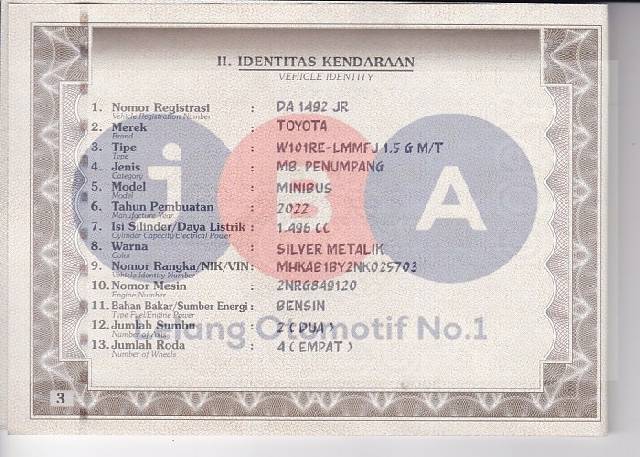 II. IDENTITAS KENDARAAN
VEHICLE IDENTITY
1. Nomor Registrasi : DA 1492 JR
Vehicle Registration Number
2. Merek : TOYOTA
Brand
3. Tipe : W101RE-LMMFJ 1.5 G M/T
Type
4. Jenis : MB. PENUMPANG
Category
5. Model : MINIBUS
Model
6. Tahun Pembuatan : 2022
Manufacture Year
7. Isi Silinder/Daya Listrik : 1.496 CC
Cylinder Capacity/Electrical Power
8. Warna : SILVER METALIK
Color
9. Nomor Rangka/NIK/VIN : MHKAB1BY2NK025703
Vehicle Identity Number
10. Nomor Mesin : 2NRG849120
Engine Number
11. Bahan Bakar/Sumber Energi : BENSIN
Type Fuel/Engine Power
12. Jumlah Sumbu : 2 ( DUA )
Number of Axis
13. Jumlah Roda : 4 ( EMPAT )
Number of Wheels
iBA
Lelang Otomotif No.1
3